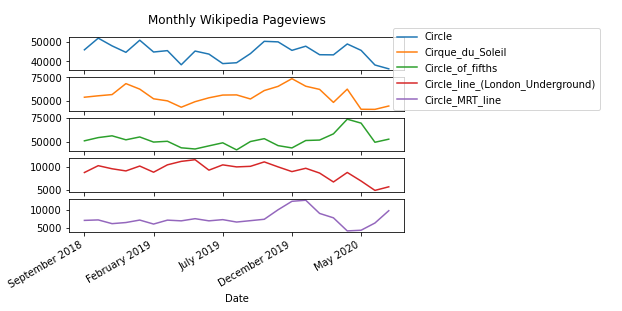 Monthly Wikipedia Pageviews
Circle
Cirque_du_Soleil
Circle_of_fifths
Circle_line_(London_Underground)
Circle_MRT_line
50000
40000
75000
50000
75000
50000
10000
5000
10000
5000
September 2018
February 2019
July 2019
December 2019
May 2020
Date